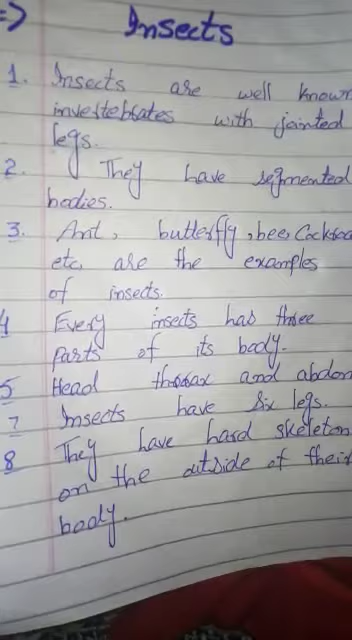 => Insects
1. Insects are well known
invertebrates with jointed
legs.
2. They have segmented
bodies.
3. Ant, butterfly, bee, Cockroa
etc, are the examples
of insects.
4 Every insects has three
parts of its body.
5 Head thorax and abdom
7 Insects have six legs.
8 They have hard skeleton
on the outside of their
body.